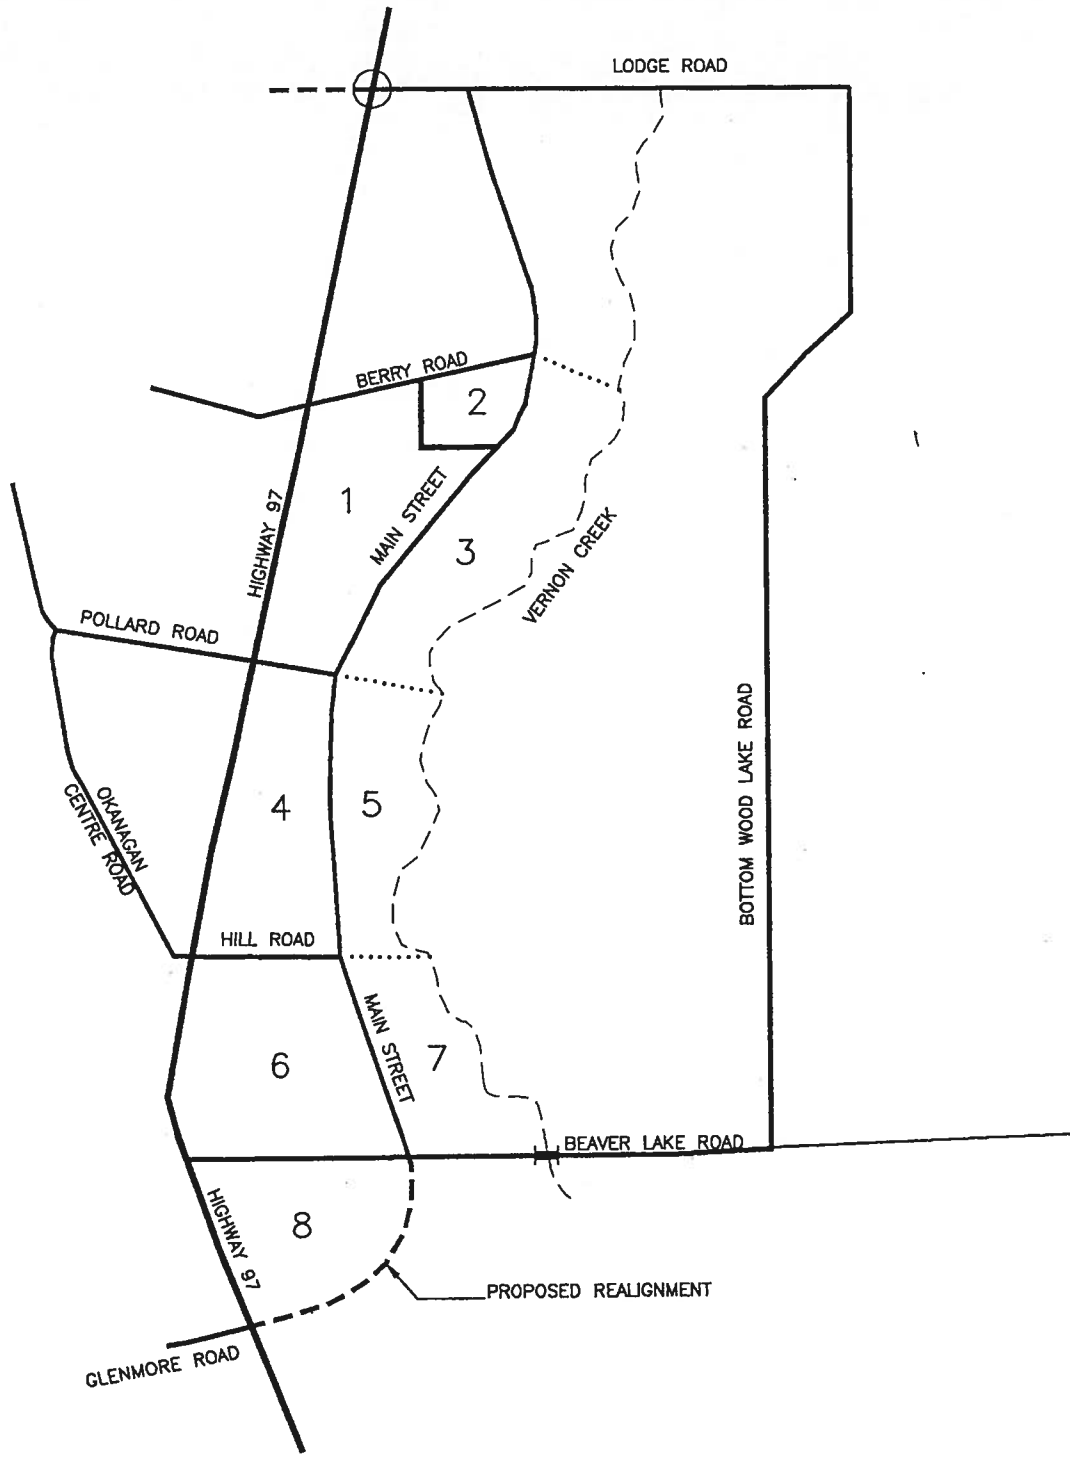 LODGE ROAD
BERRY ROAD
2
1
MAIN STREET
HIGHWAY 97
3
VERNON CREEK
POLLARD ROAD
BOTTOM WOOD LAKE ROAD
4
5
OKANAGAN
CENTRE ROAD
HILL ROAD
MAIN STREET
6
7
BEAVER LAKE ROAD
HIGHWAY 97
8
PROPOSED REALIGNMENT
GLENMORE ROAD